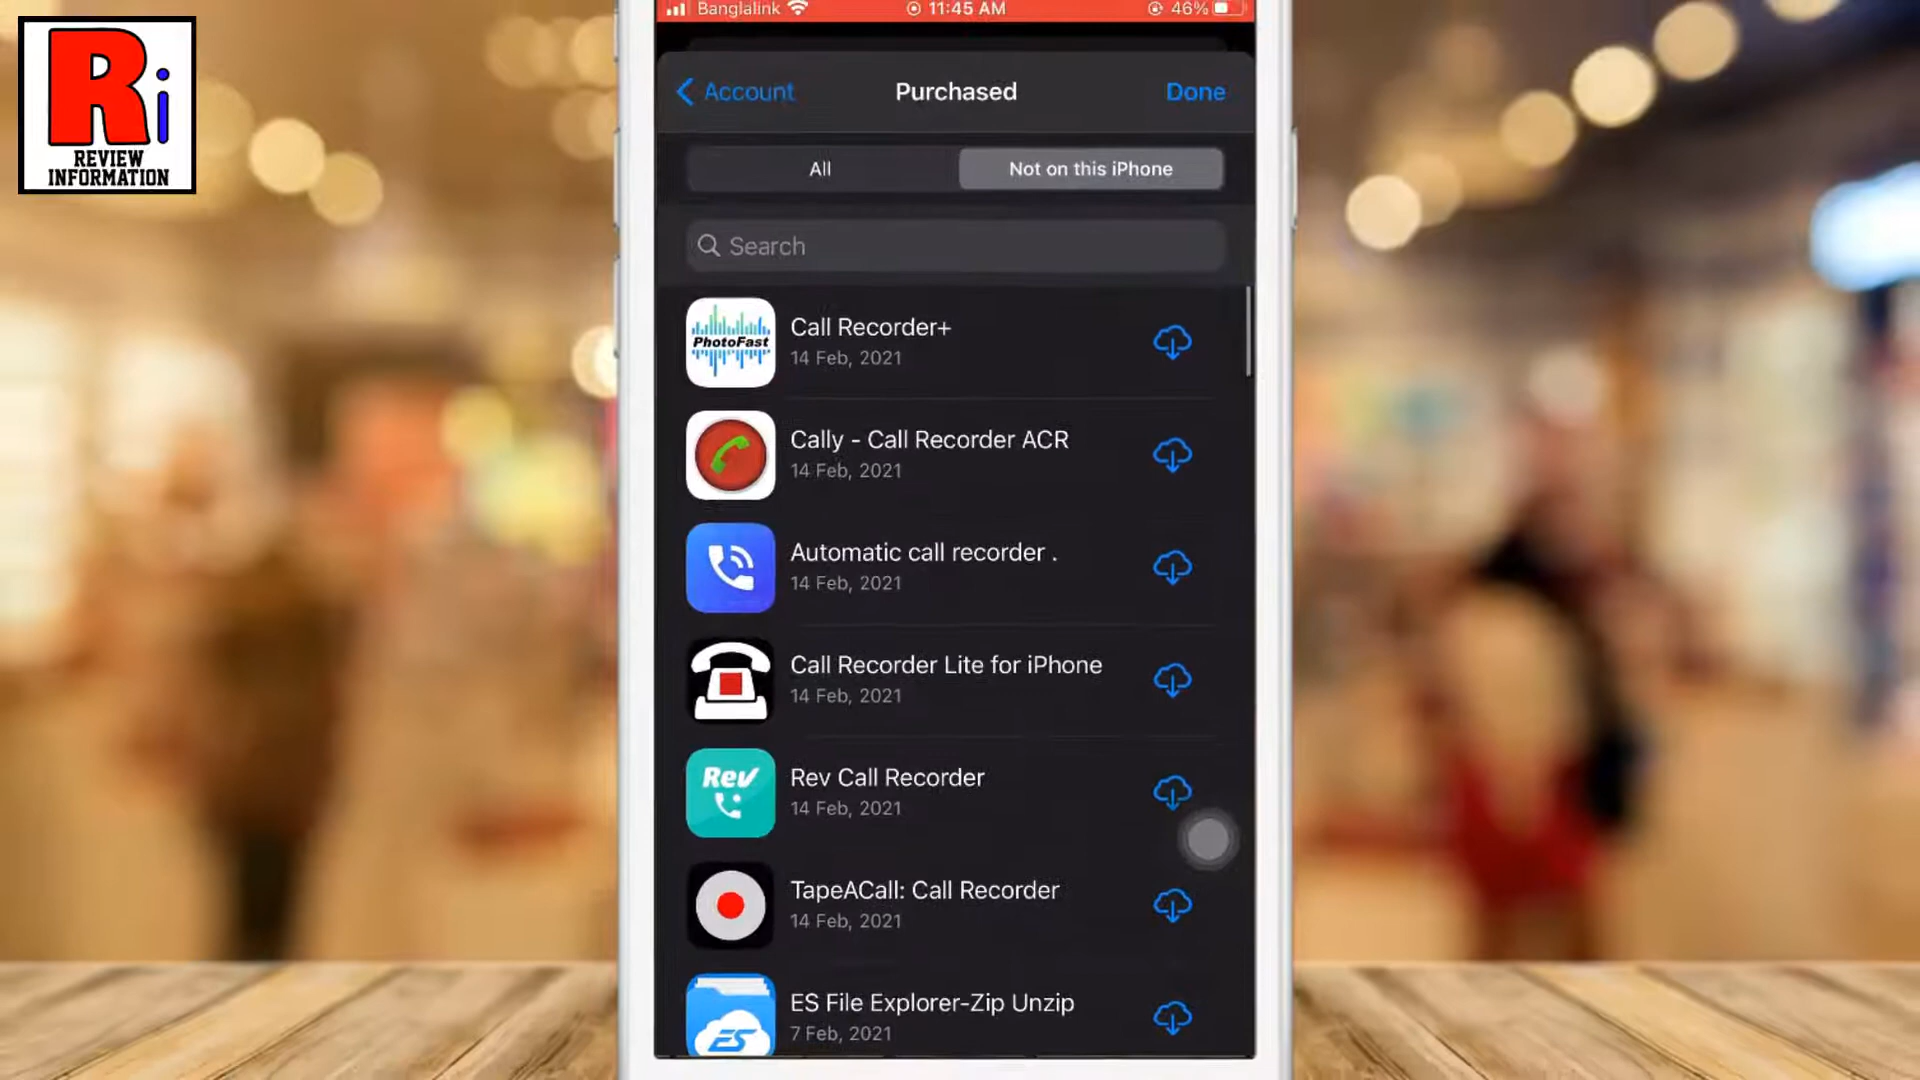 Ri
REVIEW
INFORMATION
Banglalink 11:45 AM 46%
Account Purchased Done
All Not on this iPhone
Search
PhotoFast
Call Recorder+
14 Feb, 2021
Cally - Call Recorder ACR
14 Feb, 2021
Automatic call recorder .
14 Feb, 2021
Call Recorder Lite for iPhone
14 Feb, 2021
Rev
Rev Call Recorder
14 Feb, 2021
TapeACall: Call Recorder
14 Feb, 2021
ES
ES File Explorer-Zip Unzip
7 Feb, 2021